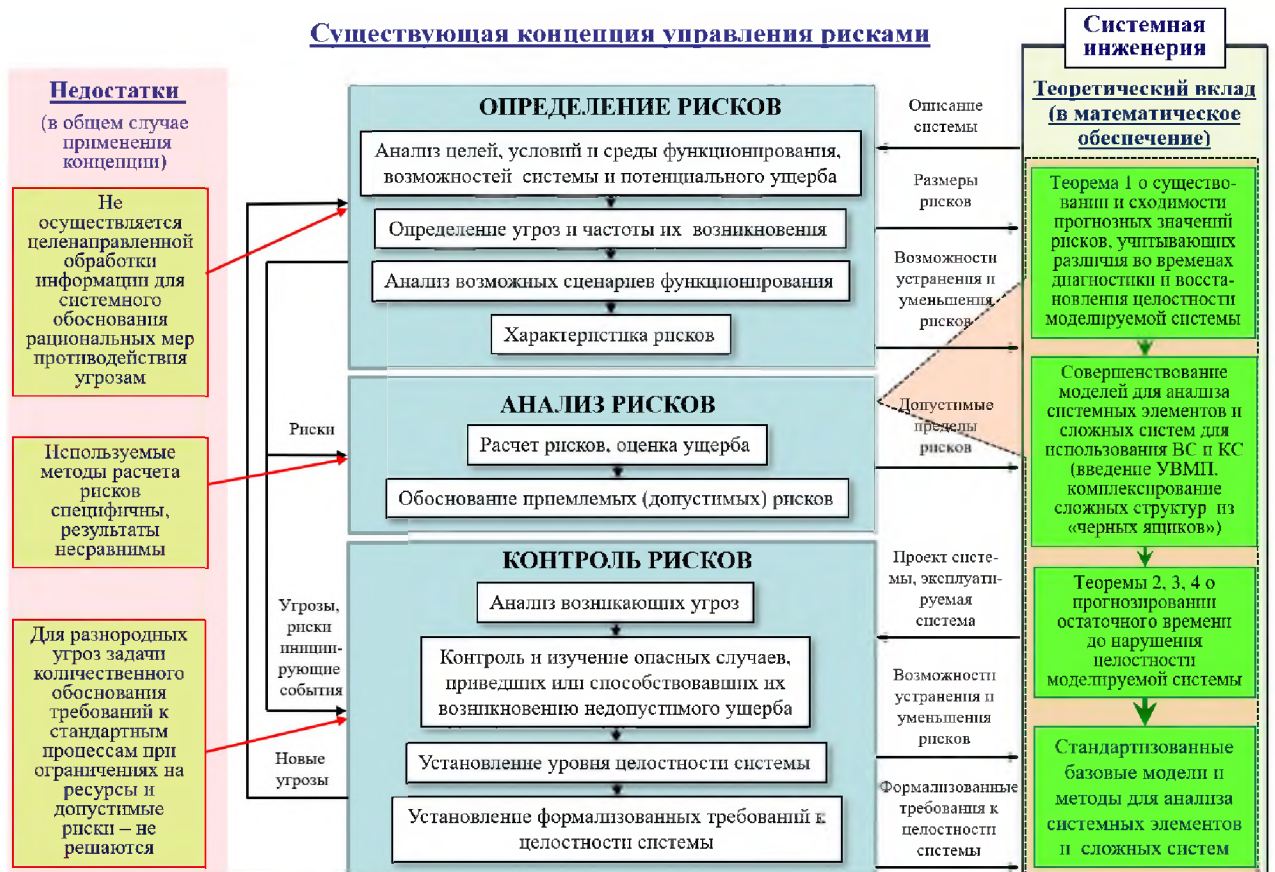 Существующая концепция управления рисками
Недостатки
(в общем случае
применения
концепции)
Не
осуществляется
целенаправленной
обработки
информации для
системного
обоснования
рациональных мер
противодействия
угрозам
Используемые
методы расчета
рисков
специфичны,
результаты
несравнимы
Для разнородных
угроз задачи
количественного
обоснования
требований к
стандартным
процессам при
ограничениях на
ресурсы и
допустимые
риски – не
решаются
Риски
Угрозы,
риски
иниции-
рующие
события
Новые
угрозы
ОПРЕДЕЛЕНИЕ РИСКОВ
Анализ целей, условий и среды функционирования,
возможностей системы и потенциального ущерба
Определение угроз и частоты их возникновения
Анализ возможных сценариев функционирования
Характеристика рисков
АНАЛИЗ РИСКОВ
Расчет рисков, оценка ущерба
Обоснование приемлемых (допустимых) рисков
КОНТРОЛЬ РИСКОВ
Анализ возникающих угроз
Контроль и изучение опасных случаев,
приведших или способствовавших их
возникновению недопустимого ущерба
Установление уровня целостности системы
Установление формализованных требований к
целостности системы
Описание
системы
Размеры
рисков
Возможности
устранения и
уменьшения
рисков
Допустимые
пределы
рисков
Проект систе-
мы, эксплуати-
руемая
система
Возможности
устранения и
уменьшения
рисков
Формализованные
требования к
целостности
системы
Системная
инженерия
Теоретический вклад
(в математическое
обеспечение)
Теорема 1 о существо-
вании и сходимости
прогнозных значений
рисков, учитывающих
различия во временах
диагностики и восста-
новления целостности
моделируемой системы
Совершенствование
моделей для анализа
системных элементов и
сложных систем для
использования ВС и КС
(введение УВМП,
комплексирование
сложных структур из
«черных ящиков»)
Теоремы 2, 3, 4 о
прогнозировании
остаточного времени
до нарушения
целостности
моделируемой системы
Стандартизованные
базовые модели и
методы для анализа
системных элементов
и сложных систем